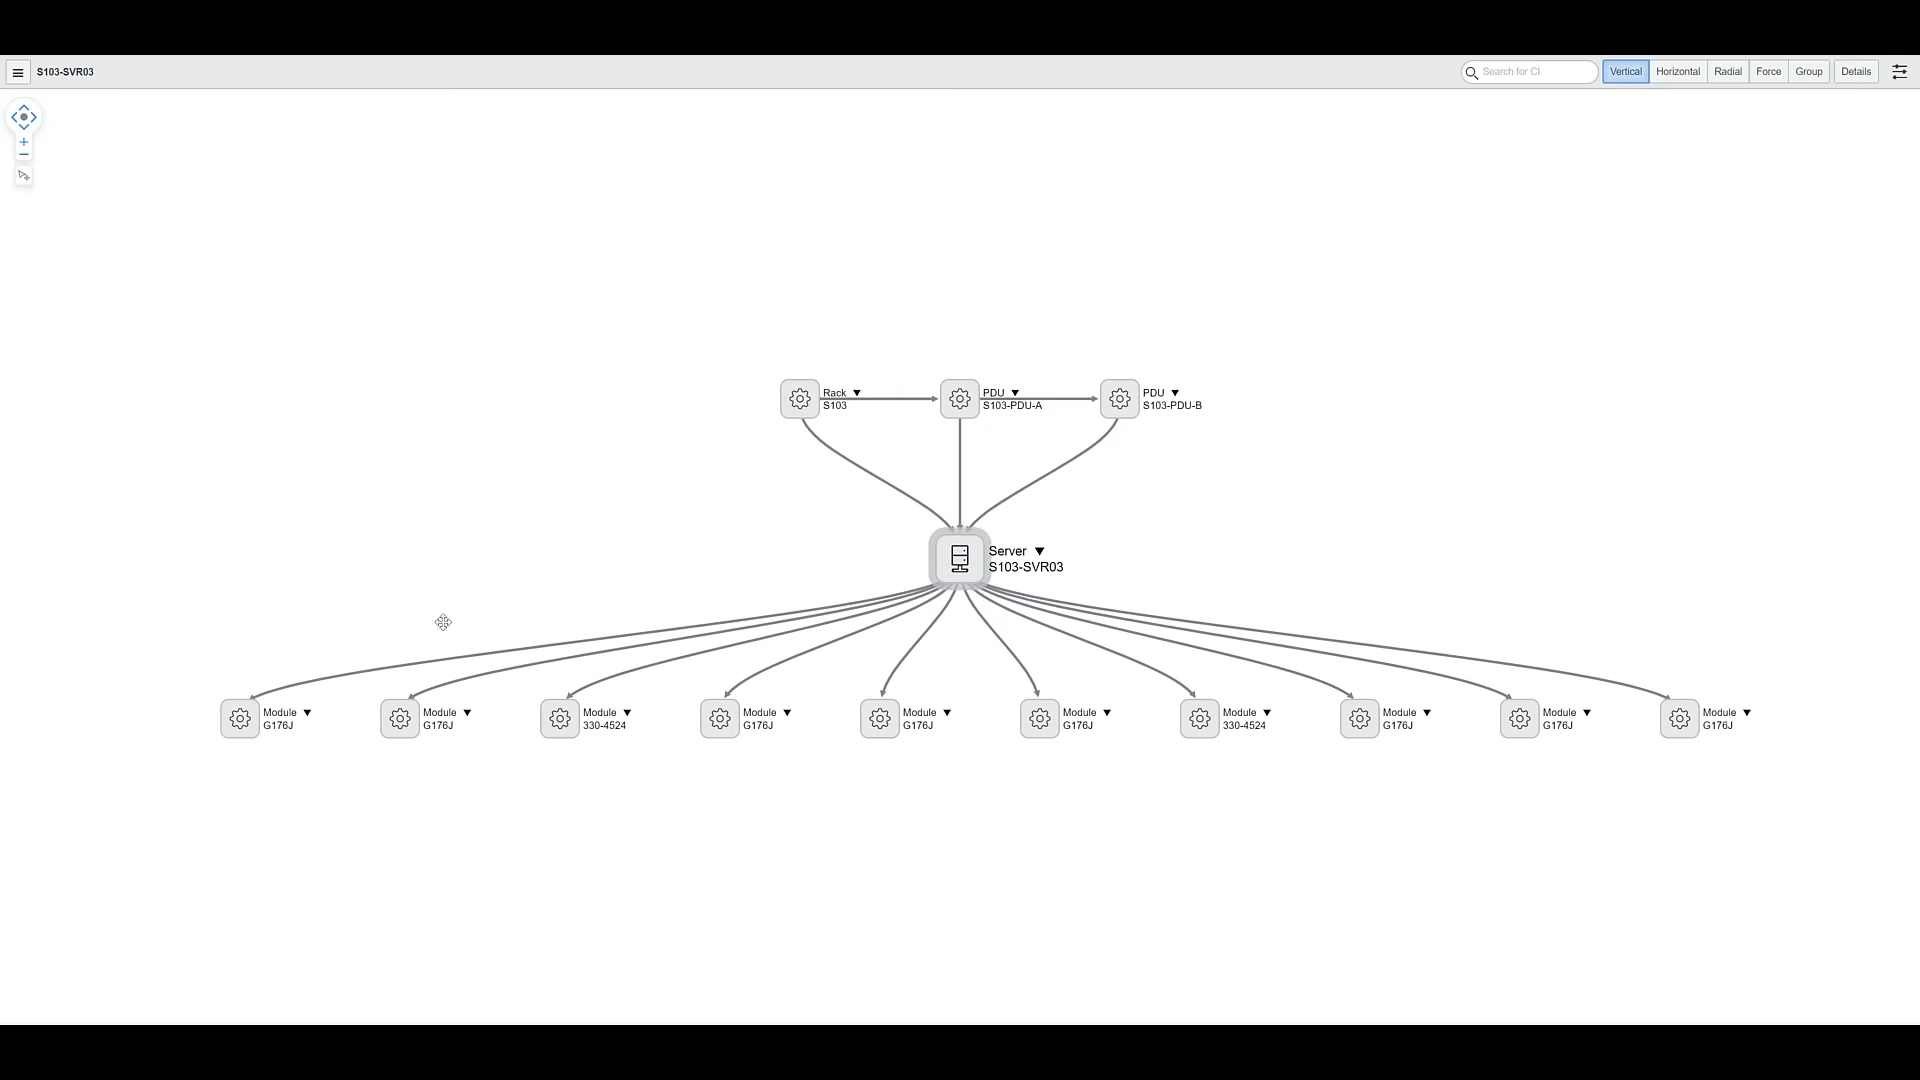 S103-SVR03
Search for CI
Vertical
Horizontal
Radial
Force
Group
Details
Rack
S103
PDU
S103-PDU-A
PDU
S103-PDU-B
Server
S103-SVR03
Module
G176J
Module
G176J
Module
330-4524
Module
G176J
Module
G176J
Module
G176J
Module
330-4524
Module
G176J
Module
G176J
Module
G176J